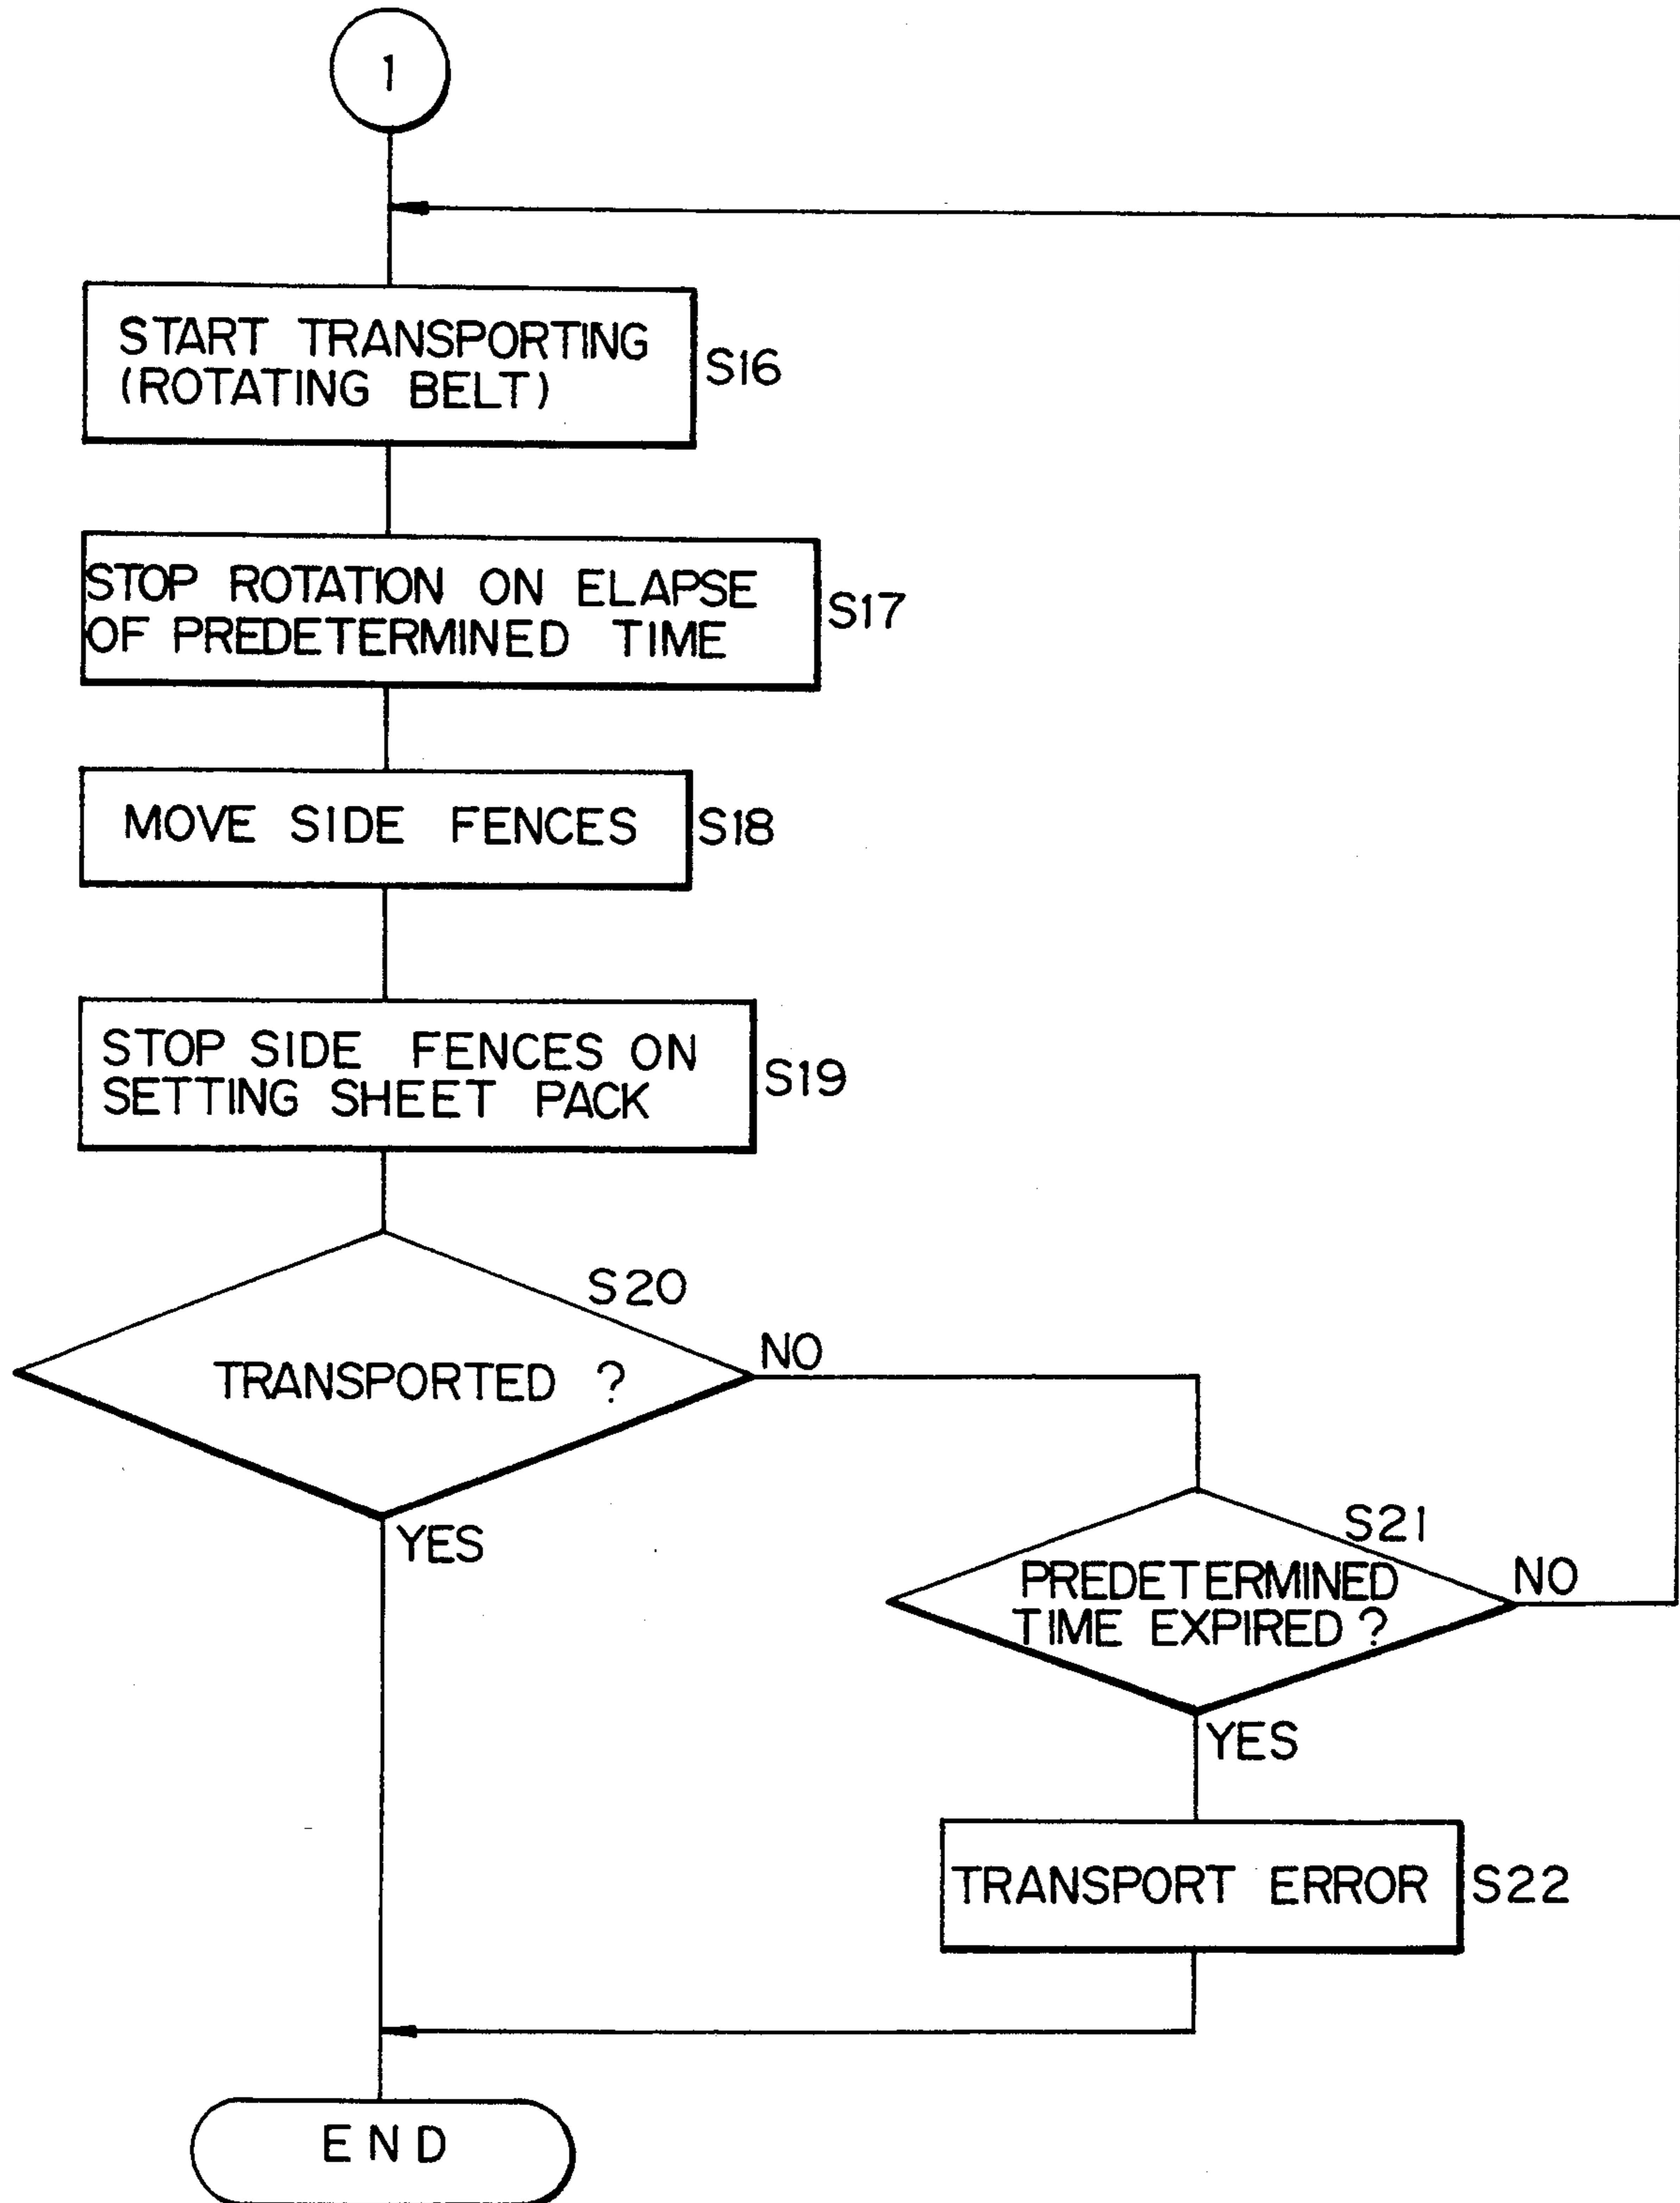 1
START TRANSPORTING
(ROTATING BELT)
S16
STOP ROTATION ON ELAPSE
OF PREDETERMINED TIME
S17
MOVE SIDE FENCES
S18
STOP SIDE FENCES ON
SETTING SHEET PACK
S19
S20
TRANSPORTED ?
NO
YES
S21
PREDETERMINED
TIME EXPIRED ?
NO
YES
TRANSPORT ERROR
S22
END